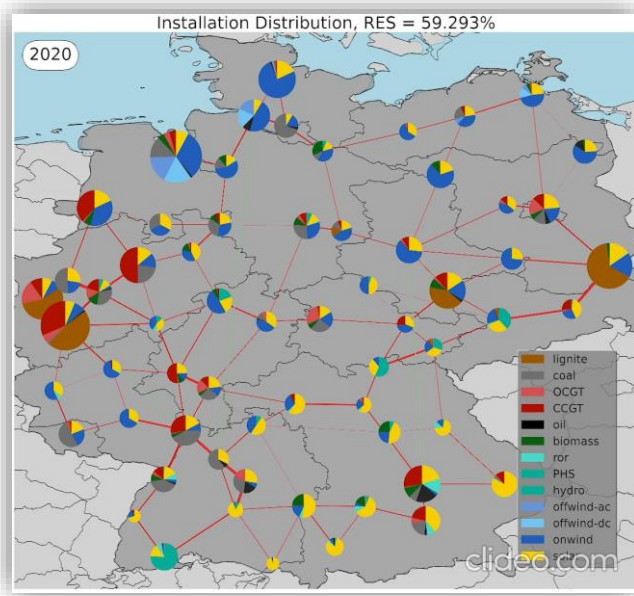 Installation Distribution, RES = 59.293%
2020
lignite
coal
OCGT
CCGT
oil
biomass
ror
PHS
hydro
offwind-ac
offwind-dc
onwind
solar
clideo.com